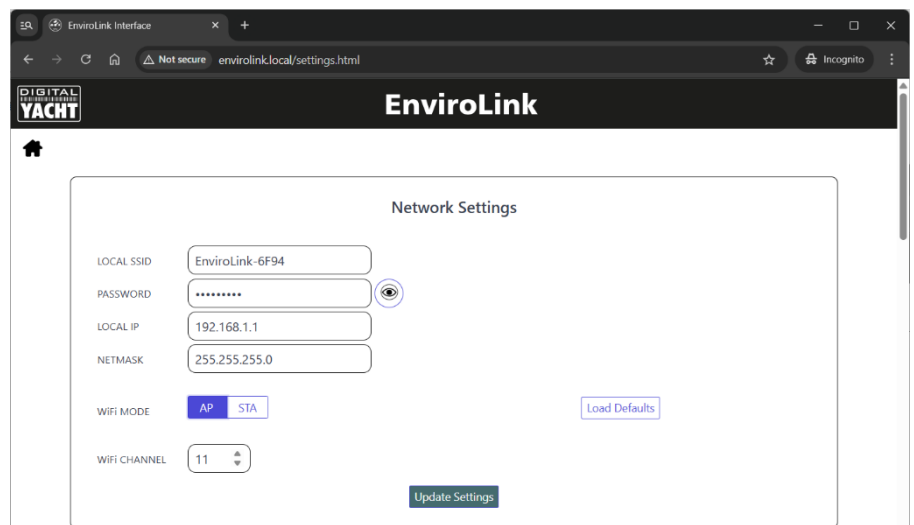 EnviroLink Interface
Not secure envirolink.local/settings.html Incognito
DIGITAL
YACHT
EnviroLink
Network Settings
LOCAL SSID EnviroLink-6F94
PASSWORD •••••••••
LOCAL IP 192.168.1.1
NETMASK 255.255.255.0
WiFi MODE AP STA Load Defaults
WiFi CHANNEL 11
Update Settings